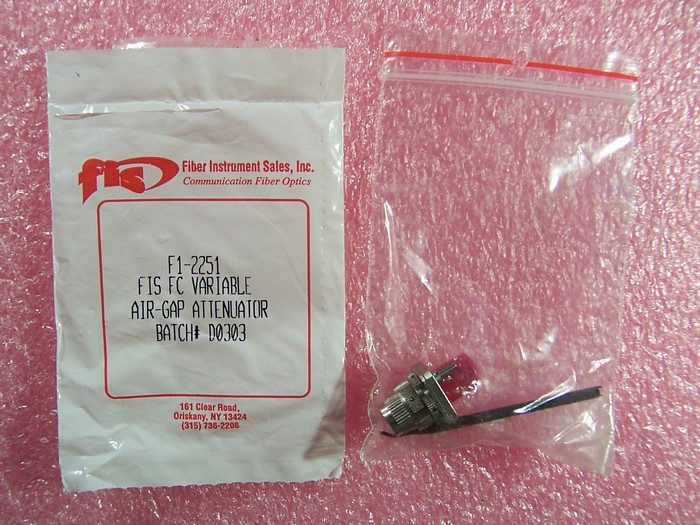 fis Fiber Instrument Sales, Inc.
Communication Fiber Optics
F1-2251
FIS FC VARIABLE
AIR-GAP ATTENUATOR
BATCH# D0303
161 Clear Road,
Oriskany, NY 13424
(315) 736-2206